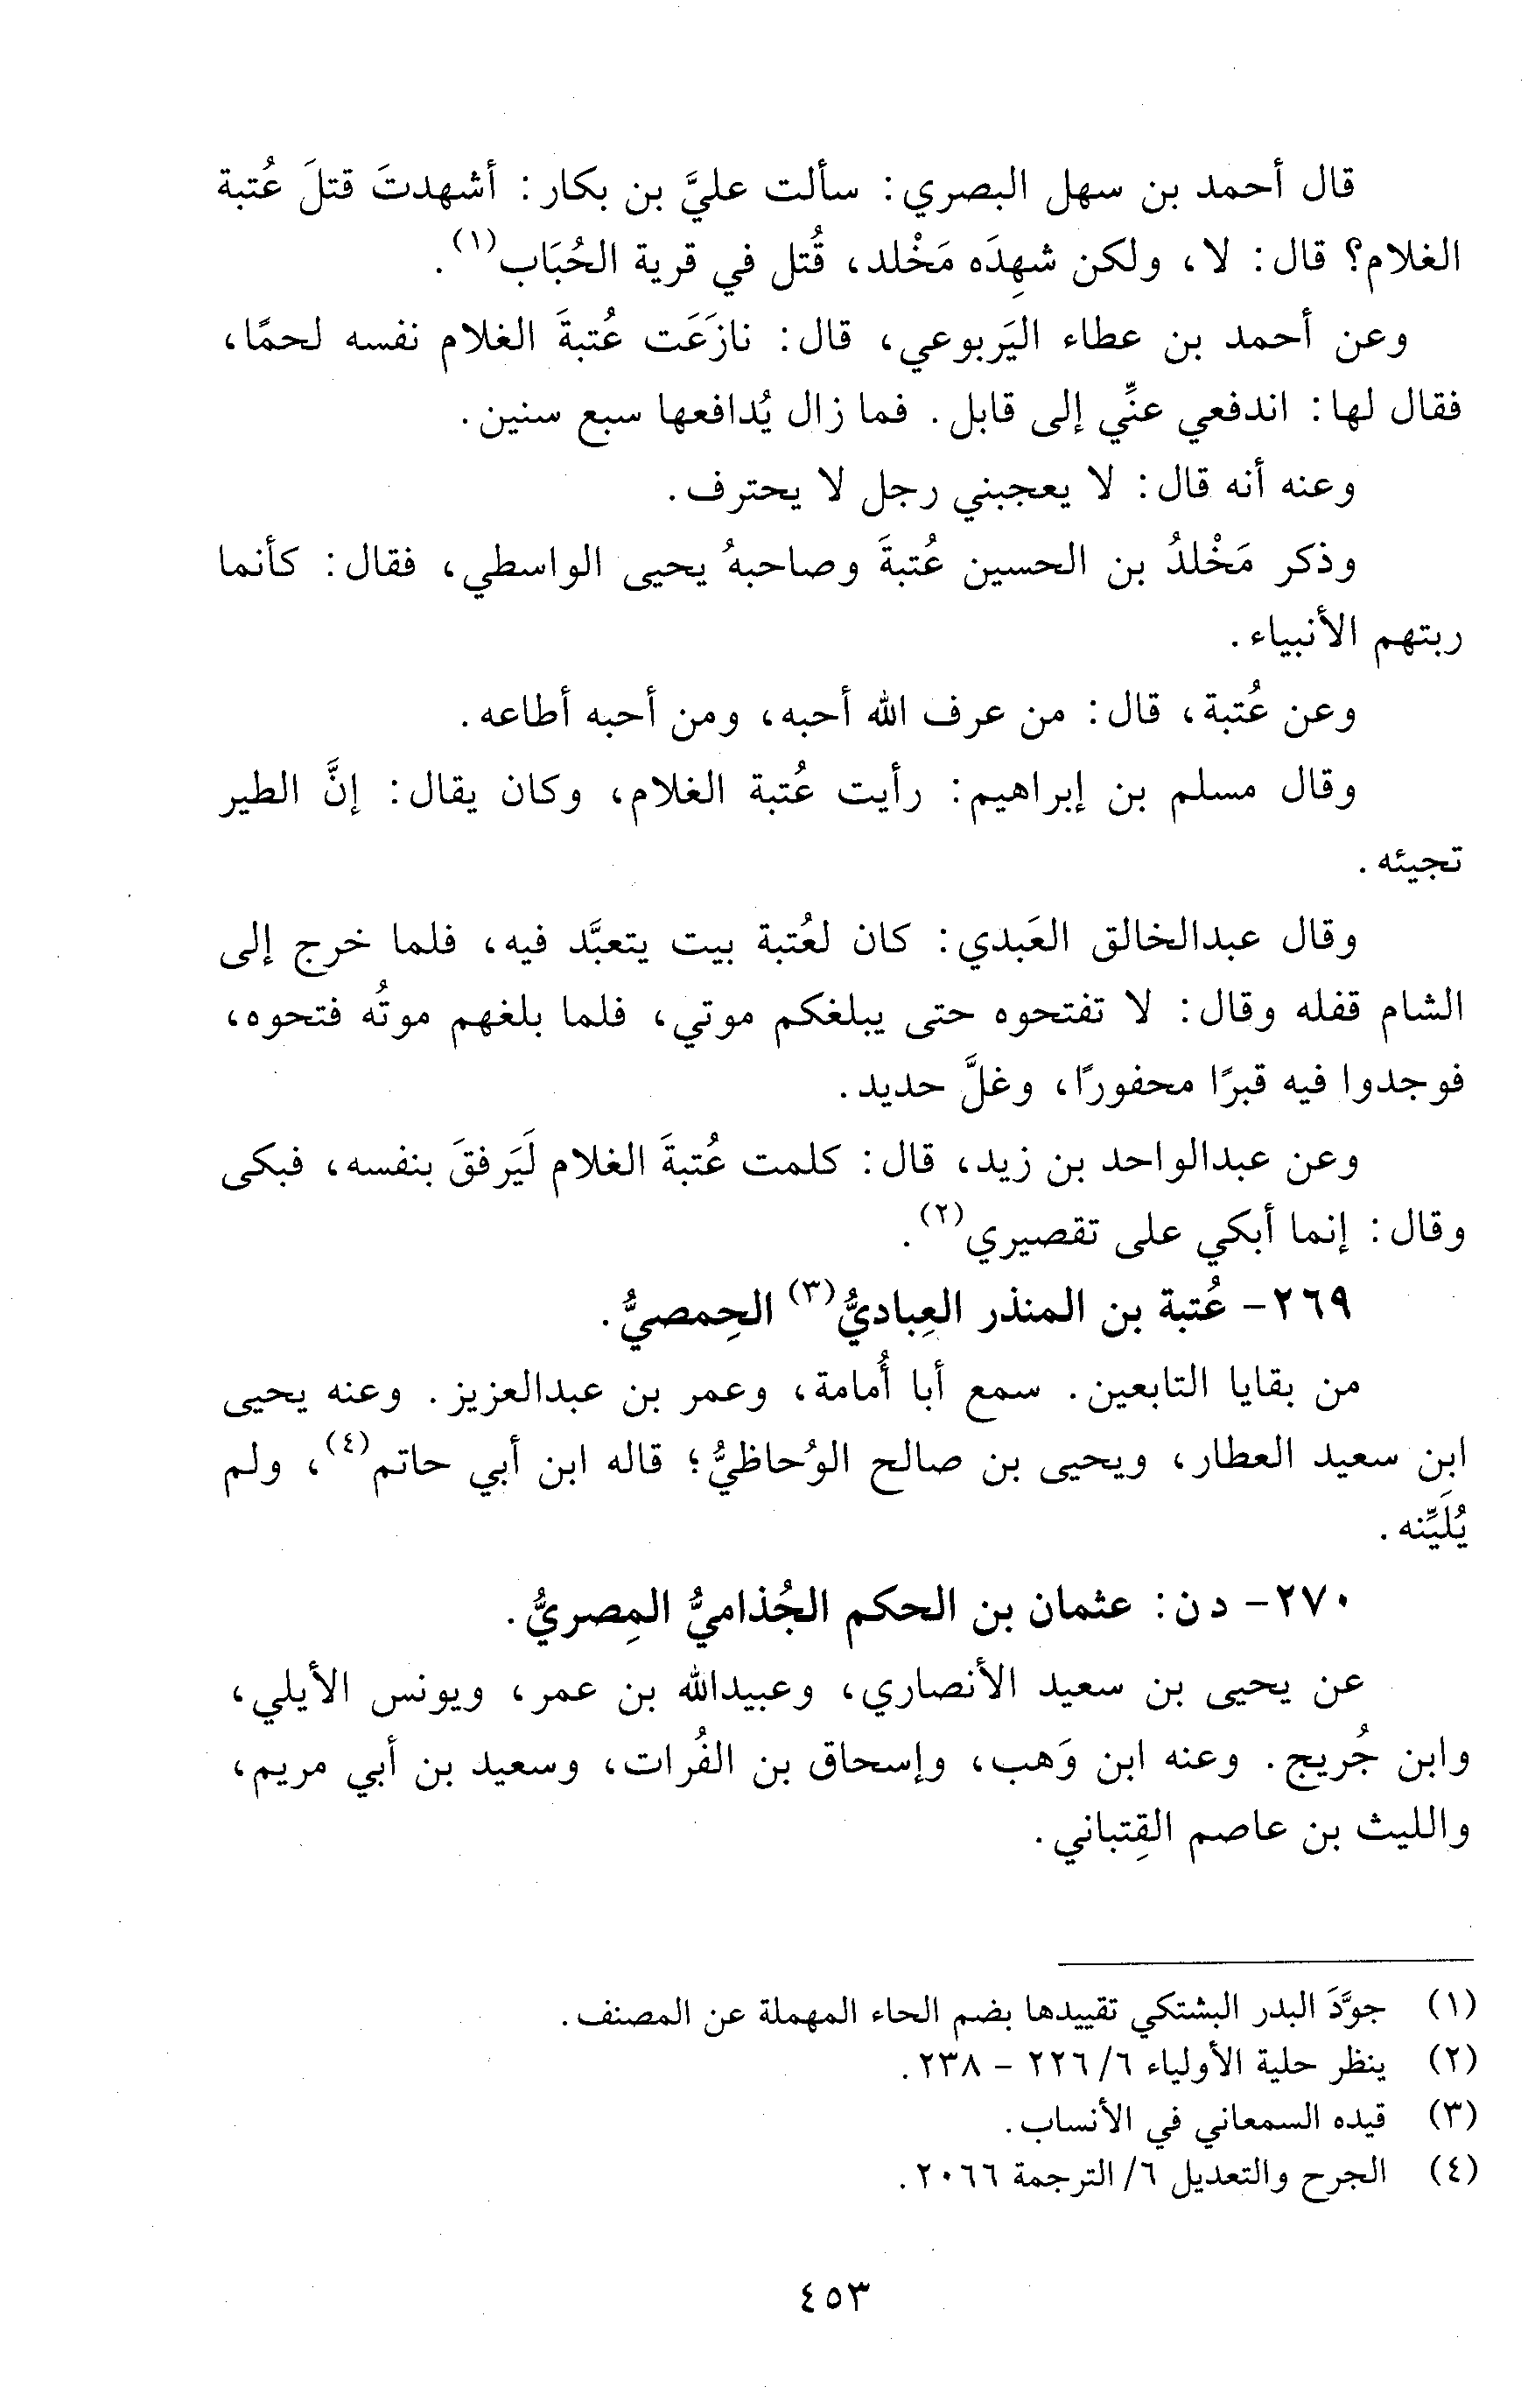 قال أحمد بن سهل البصري: سألت عليَّ بن بكار: أشهدتَ قتلَ عُتبة
الغلام؟ قال: لا، ولكن شهِدَه مَخْلد، قُتل في قرية الحُبَاب(١).
وعن أحمد بن عطاء اليَربوعي، قال: نازَعَت عُتبةَ الغلام نفسه لحمًا،
فقال لها: اندفعي عنِّي إلى قابل. فما زال يُدافعها سبع سنين.
وعنه أنه قال: لا يعجبني رجل لا يحترف.
وذكر مَخْلدُ بن الحسين عُتبةَ وصاحبهُ يحيى الواسطي، فقال: كأنما
ربتهم الأنبياء.
وعن عُتبة، قال: من عرف الله أحبه، ومن أحبه أطاعه.
وقال مسلم بن إبراهيم: رأيت عُتبة الغلام، وكان يقال: إنَّ الطير
تجيئه.
وقال عبدالخالق العَبدي: كان لعُتبة بيت يتعبَّد فيه، فلما خرج إلى
الشام قفله وقال: لا تفتحوه حتى يبلغكم موتي، فلما بلغهم موتُه فتحوه،
فوجدوا فيه قبرًا محفورًا، وغلَّ حديد.
وعن عبدالواحد بن زيد، قال: كلمت عُتبةَ الغلام لَيَرفقَ بنفسه، فبكى
وقال: إنما أبكي على تقصيري(٢).
٢٦٩- عُتبة بن المنذر العِباديُّ(٣) الحِمصيُّ.
من بقايا التابعين. سمع أبا أُمامة، وعمر بن عبدالعزيز. وعنه يحيى
ابن سعيد العطار، ويحيى بن صالح الوُحاظيُّ؛ قاله ابن أبي حاتم(٤)، ولم
يُلَيِّنه.
٢٧٠- د ن: عثمان بن الحكم الجُذاميُّ المِصريُّ.
عن يحيى بن سعيد الأنصاري، وعبيدالله بن عمر، ويونس الأيلي،
وابن جُريج. وعنه ابن وَهب، وإسحاق بن الفُرات، وسعيد بن أبي مريم،
والليث بن عاصم القِتباني.
(١) جوَّدَ البدر البشتكي تقييدها بضم الحاء المهملة عن المصنف.
(٢) ينظر حلية الأولياء ٦/ ٢٢٦ - ٢٣٨.
(٣) قيده السمعاني في الأنساب.
(٤) الجرح والتعديل ٦/ الترجمة ٢٠٦٦.
٤٥٣